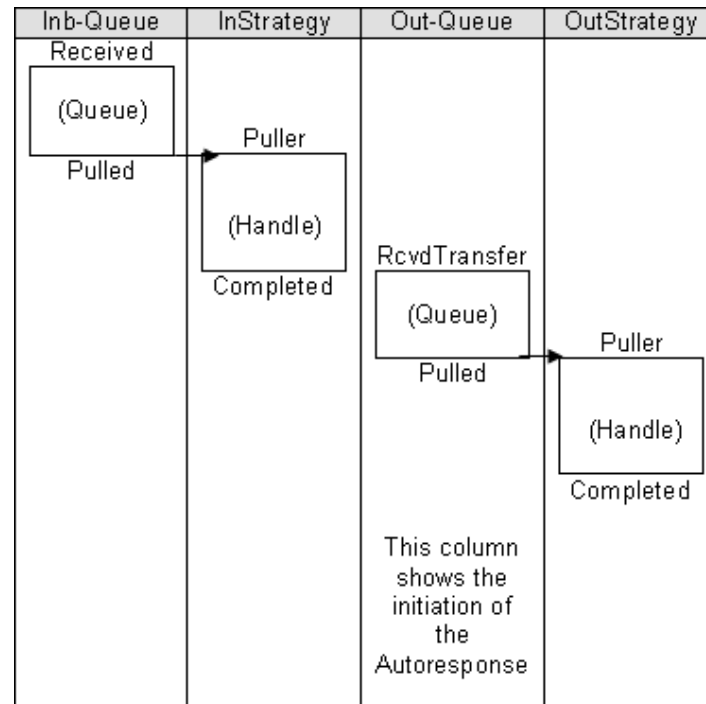 Inb-Queue InStrategy Out-Queue OutStrategy
Received
(Queue)
Pulled
Puller
(Handle)
Completed
RcvdTransfer
(Queue)
Pulled
Puller
(Handle)
Completed
This column
shows the
initiation of
the
Autoresponse